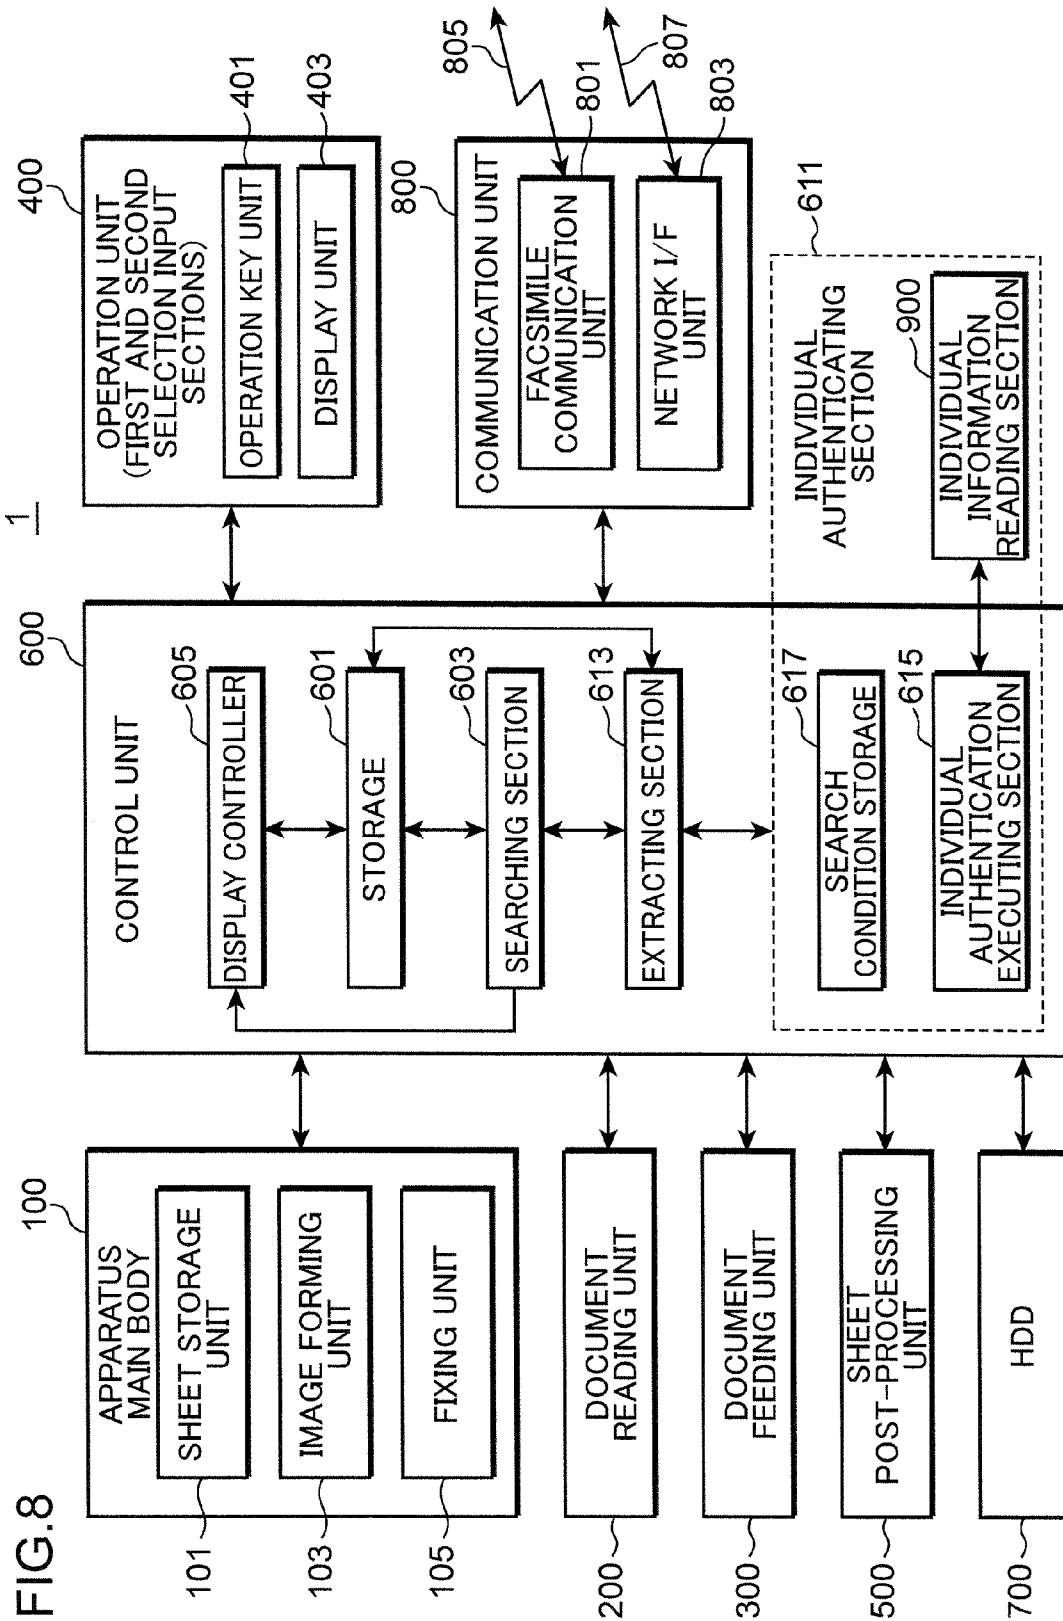 FIG.8
1
100
APPARATUS
MAIN BODY
SHEET STORAGE
UNIT
101
IMAGE FORMING
UNIT
103
FIXING UNIT
105
DOCUMENT
READING UNIT
200
DOCUMENT
FEEDING UNIT
300
SHEET
POST-PROCESSING
UNIT
500
HDD
700
600
CONTROL UNIT
605
DISPLAY CONTROLLER
601
STORAGE
603
SEARCHING SECTION
613
EXTRACTING SECTION
617
SEARCH
CONDITION STORAGE
615
INDIVIDUAL
AUTHENTICATION
EXECUTING SECTION
400
OPERATION UNIT
(FIRST AND SECOND
SELECTION INPUT
SECTIONS)
OPERATION KEY UNIT
401
DISPLAY UNIT
403
800
COMMUNICATION UNIT
FACSIMILE
COMMUNICATION
UNIT
801
805
NETWORK I/F
UNIT
803
807
611
INDIVIDUAL
AUTHENTICATING
SECTION
900
INDIVIDUAL
INFORMATION
READING SECTION